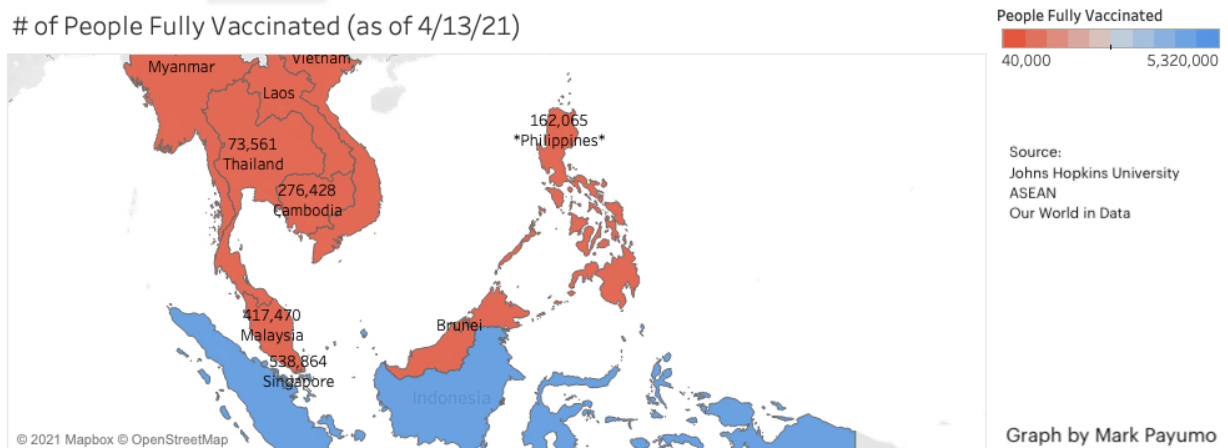 # of People Fully Vaccinated (as of 4/13/21)
People Fully Vaccinated
40,000 5,320,000
Myanmar
Vietnam
Laos
162,065
*Philippines*
73,561
Thailand
276,428
Cambodia
417,470
Malaysia
Brunei
538,864
Singapore
Indonesia
Source:
Johns Hopkins University
ASEAN
Our World in Data
© 2021 Mapbox © OpenStreetMap
Graph by Mark Payumo